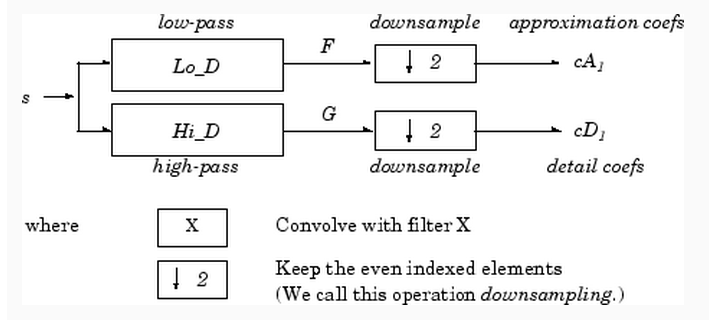 low-pass downsample approximation coefs
Lo_D F ↓ 2 cA1
s
Hi_D G ↓ 2 cD1
high-pass downsample detail coefs
where X Convolve with filter X
↓ 2 Keep the even indexed elements
(We call this operation downsampling.)